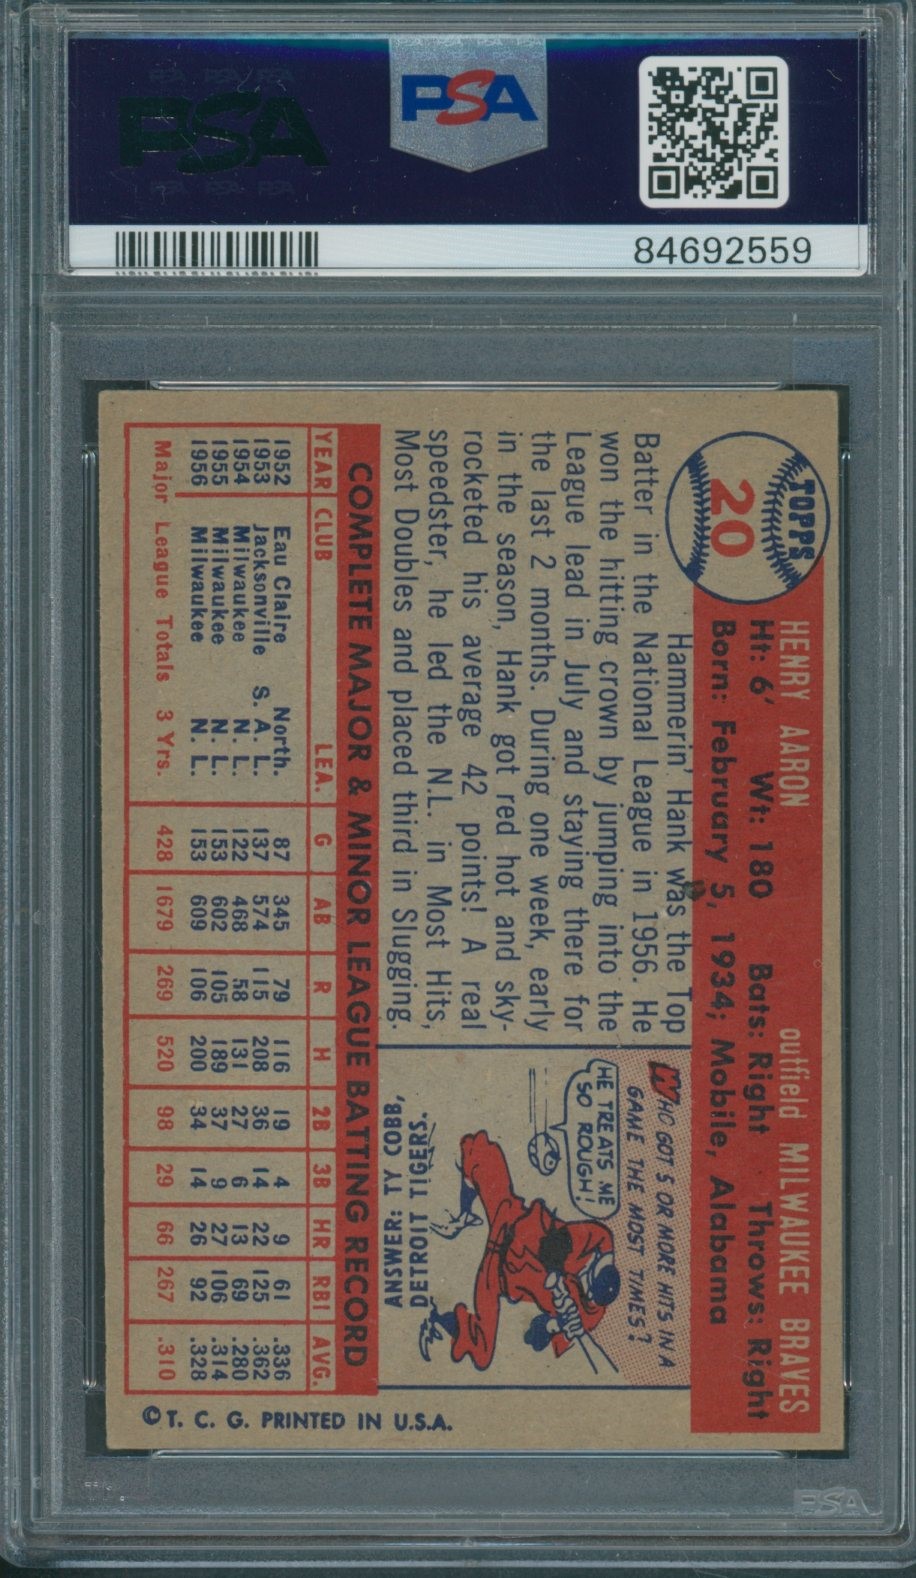 PSA
PSA
84692559
TOPPS
20
HENRY AARON outfield MILWAUKEE BRAVES
Ht: 6' Wt: 180 Bats: Right Throws: Right
Born: February 5, 1934; Mobile, Alabama
Hammerin' Hank was the Top
Batter in the National League in 1956. He
won the hitting crown by jumping into the
League lead in July and staying there for
the last 2 months. During one week, early
in the season, Hank got red hot and sky-
rocketed his average 42 points! A real
speedster, he led the N.L. in Most Hits,
Most Doubles and placed third in Slugging.
WHO GOT 5 OR MORE HITS IN A
GAME THE MOST TIMES?
HE TREATS ME
SO ROUGH!
ANSWER: TY COBB,
DETROIT TIGERS.
COMPLETE MAJOR & MINOR LEAGUE BATTING RECORD
YEAR CLUB LEA. G AB R H 2B 3B HR RBI AVG.
1952 Eau Claire North. 87 345 79 116 19 4 9 61 .336
1953 Jacksonville S. A. L. 137 574 115 208 36 14 22 125 .362
1954 Milwaukee N. L. 122 468 58 131 27 6 13 69 .280
1955 Milwaukee N. L. 153 602 105 189 37 9 27 106 .314
1956 Milwaukee N. L. 153 609 106 200 34 14 26 92 .328
Major League Totals 3 Yrs. 428 1679 269 520 98 29 66 267 .310
© T. C. G. PRINTED IN U.S.A.
PSA